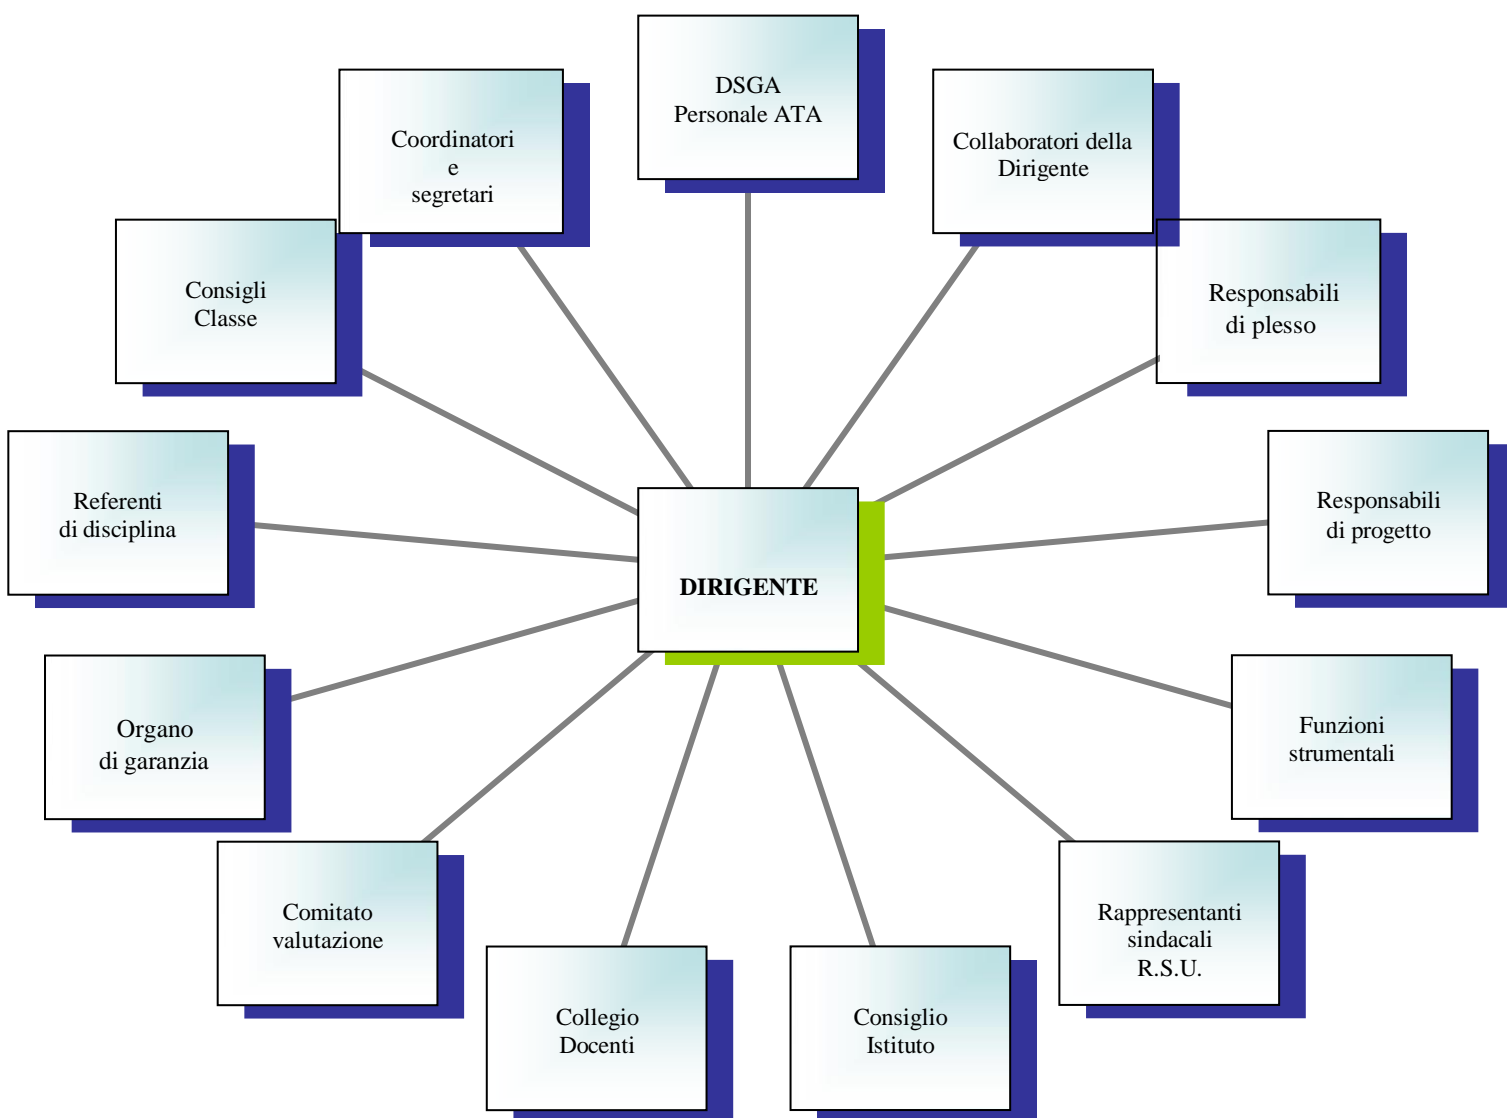 DSGA
Personale ATA
Coordinatori
e
segretari
Collaboratori della
Dirigente
Consigli
Classe
Responsabili
di plesso
Referenti
di disciplina
Responsabili
di progetto
DIRIGENTE
Organo
di garanzia
Funzioni
strumentali
Comitato
valutazione
Rappresentanti
sindacali
R.S.U.
Collegio
Docenti
Consiglio
Istituto